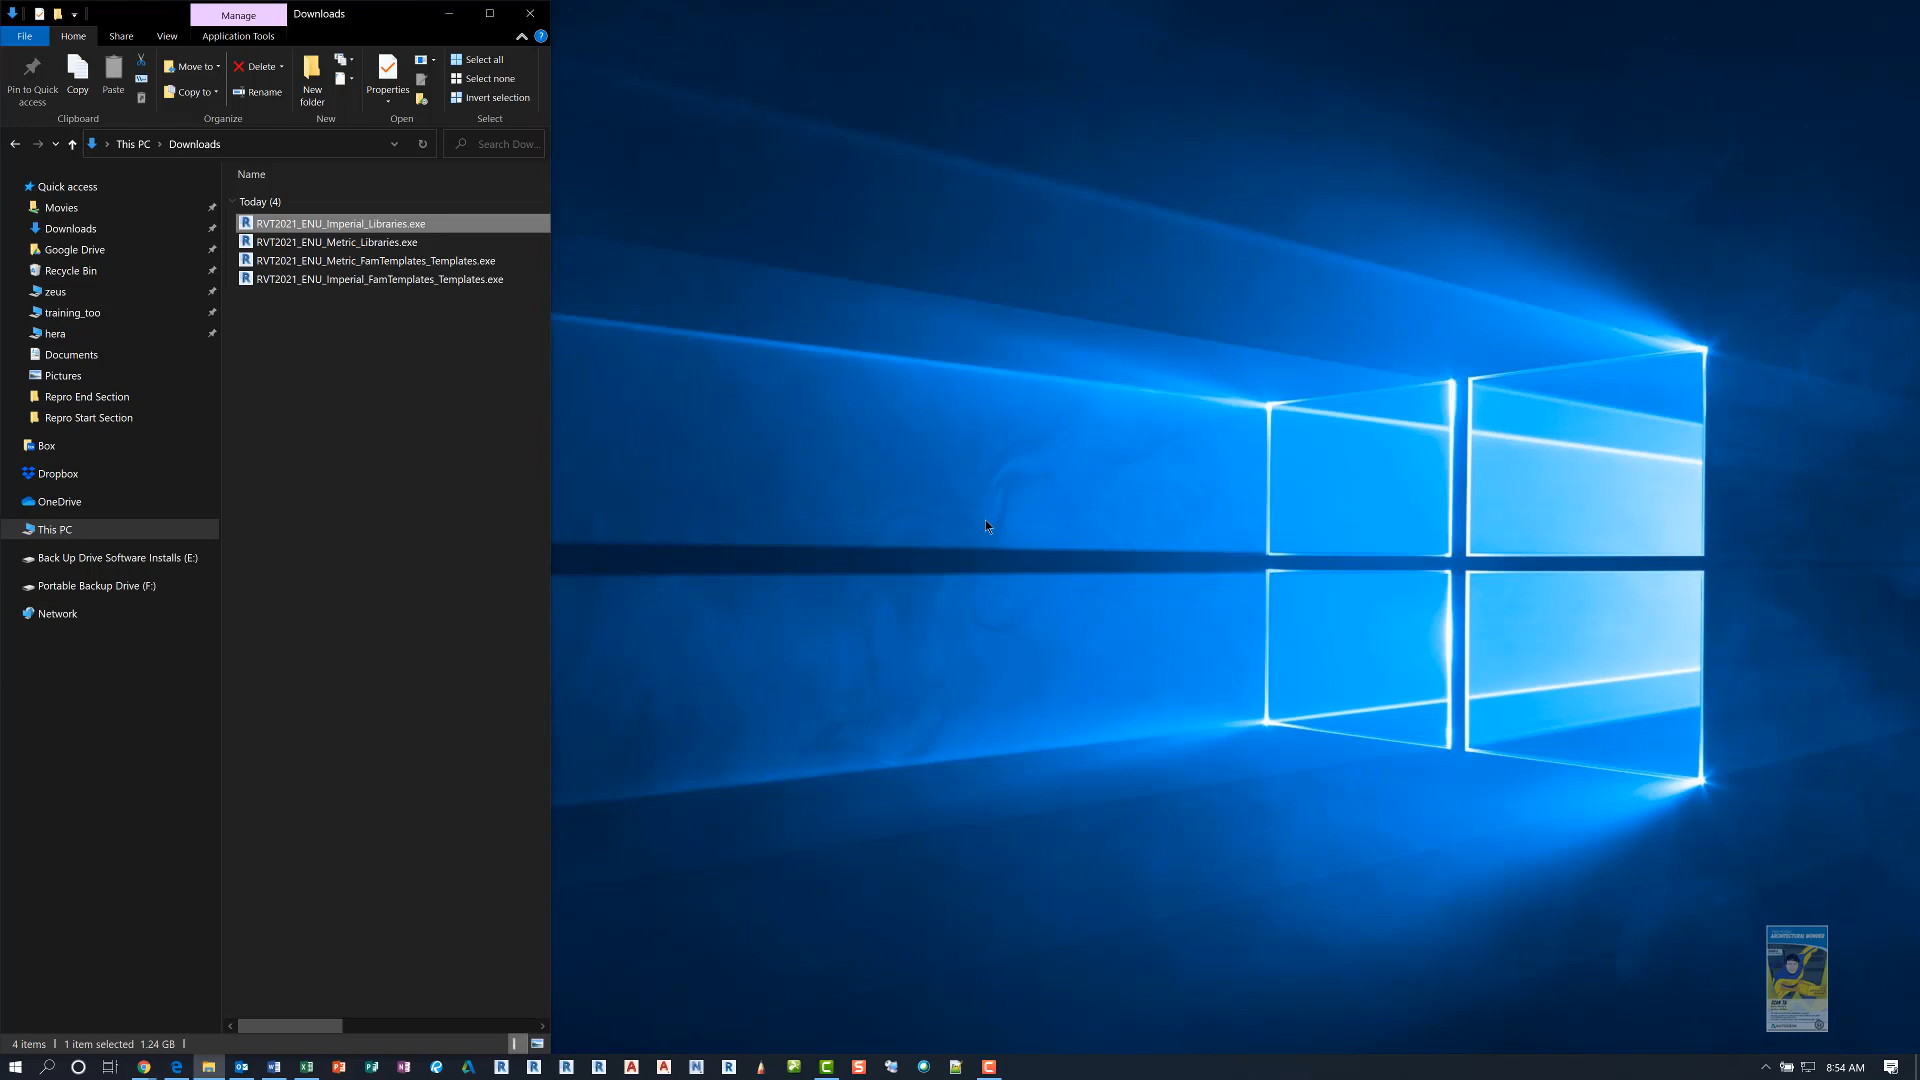 Manage
Downloads
File
Home
Share
View
Application Tools
Pin to Quick
access
Copy
Paste
Move to
Copy to
Delete
Rename
New
folder
Properties
Select all
Select none
Invert selection
Clipboard
Organize
New
Open
Select
This PC
Downloads
Search Dow...
Name
Quick access
Movies
Downloads
Google Drive
Recycle Bin
zeus
training_too
hera
Documents
Pictures
Repro End Section
Repro Start Section
Box
Dropbox
OneDrive
This PC
Back Up Drive Software Installs (E:)
Portable Backup Drive (F:)
Network
Today (4)
RVT2021_ENU_Imperial_Libraries.exe
RVT2021_ENU_Metric_Libraries.exe
RVT2021_ENU_Metric_FamTemplates_Templates.exe
RVT2021_ENU_Imperial_FamTemplates_Templates.exe
ARCHITECTURAL WONDER
AUTODESK
4 items
1 item selected 1.24 GB
8:54 AM